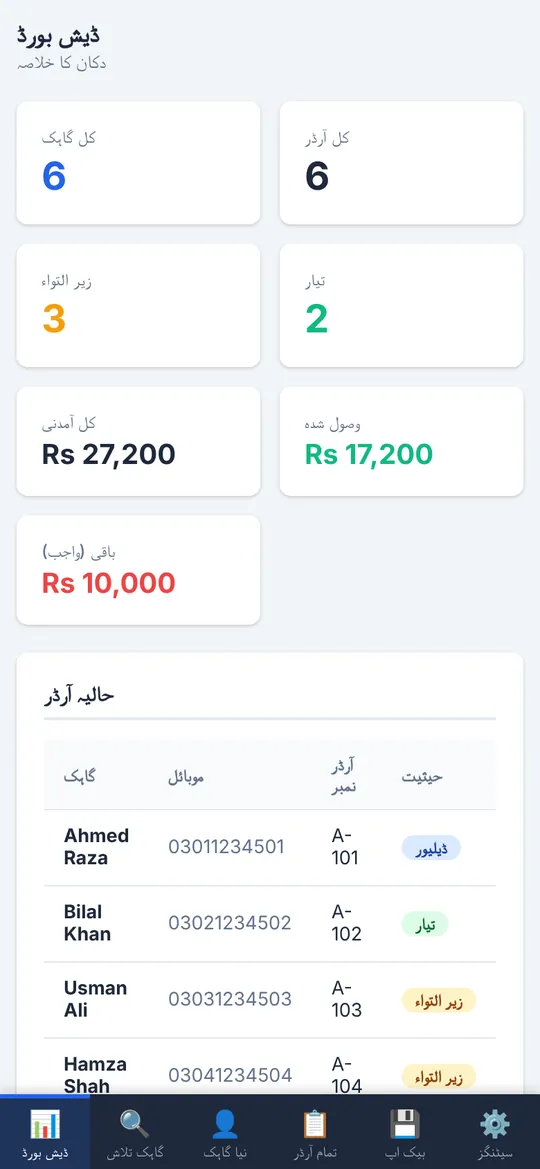 ڈیش بورڈ
دکان کا خلاصہ
کل گاہک
6
کل آرڈر
6
زیر التواء
3
تیار
2
کل آمدنی
Rs 27,200
وصول شدہ
Rs 17,200
باقی (واجب)
Rs 10,000
حالیہ آرڈر
گاہک موبائل آرڈر نمبر حیثیت
Ahmed Raza 03011234501 A-101 ڈیلیور
Bilal Khan 03021234502 A-102 تیار
Usman Ali 03031234503 A-103 زیر التواء
Hamza Shah 03041234504 A-104 زیر التواء
ڈیش بورڈ گاہک تلاش نیا گاہک تمام آرڈر بیک اپ سیٹنگز